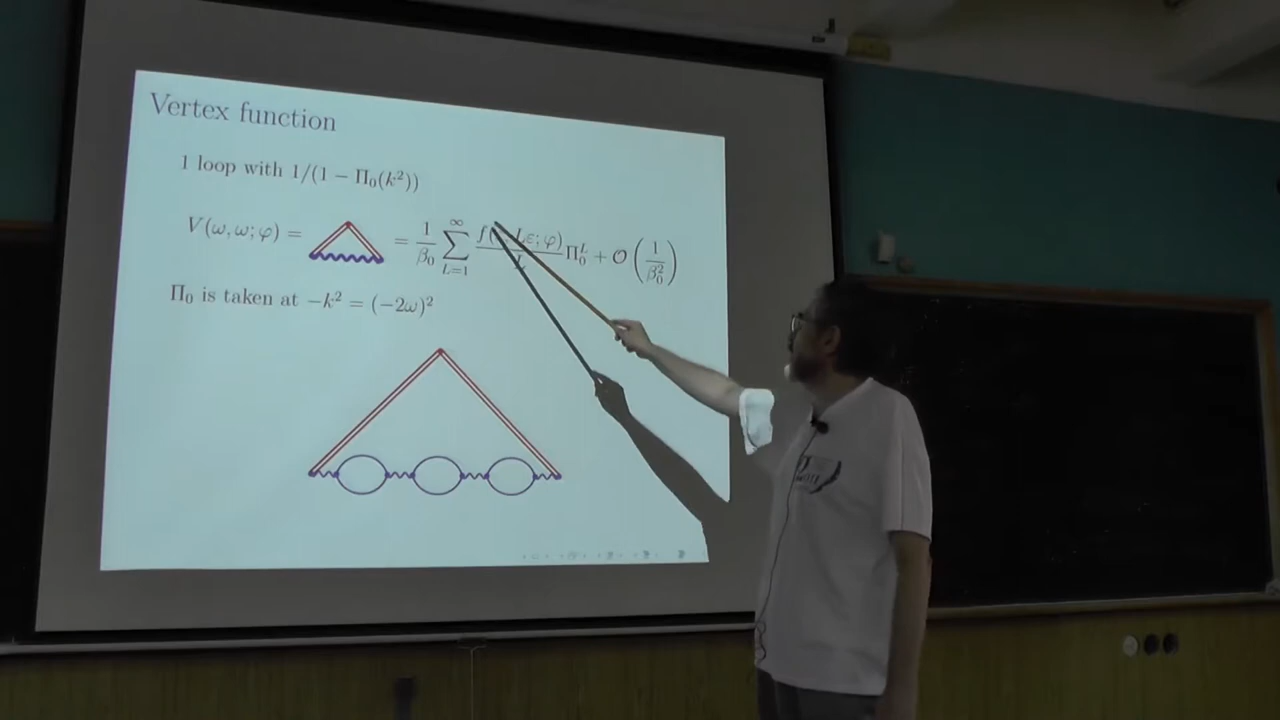 Vertex function
1 loop with 1/(1 − Π₀(k²))
V(ω, ω; φ) = = 1/β₀ ∑_{L=1}^{∞} f( Lε; φ)/L Π₀^L + 𝒪(1/β₀²)
Π₀ is taken at −k² = (−2ω)²